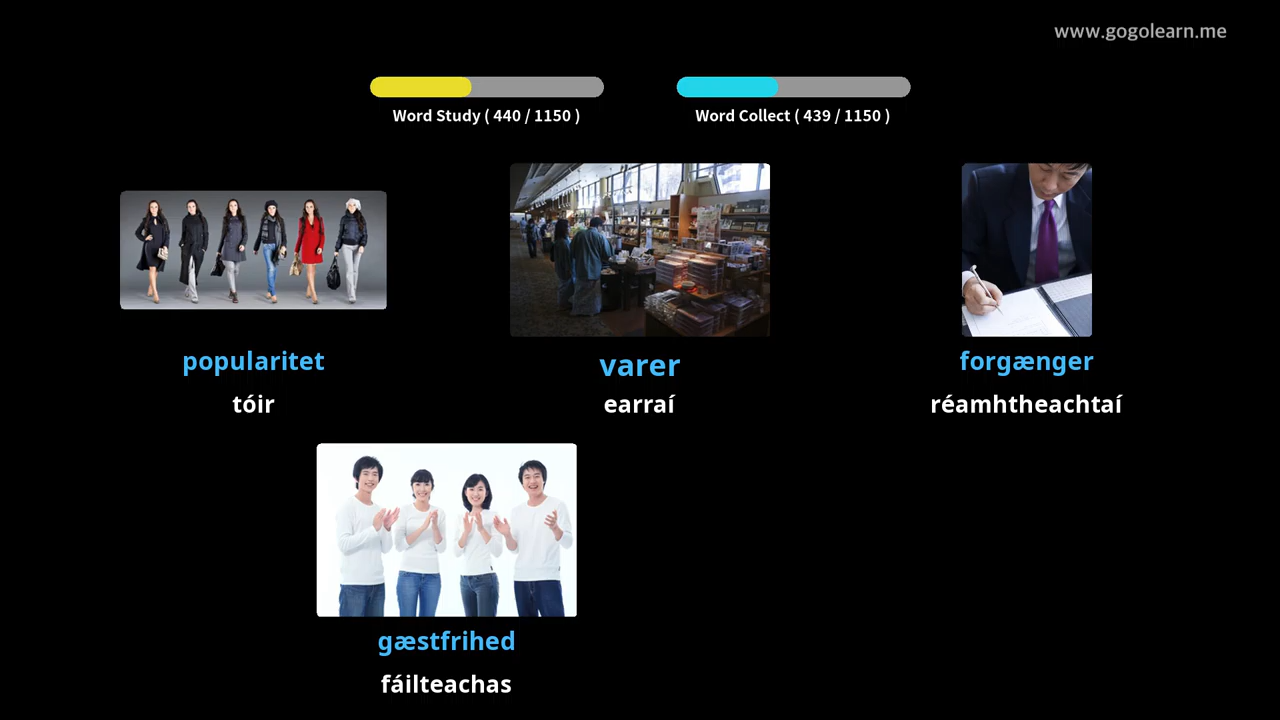 www.gogolearn.me
Word Study ( 440 / 1150 )
Word Collect ( 439 / 1150 )
popularitet
tóir
varer
earraí
forgænger
réamhtheachtaí
gæstfrihed
fáilteachas